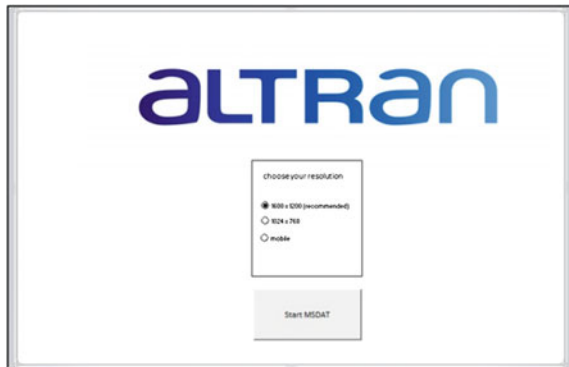 altran
choose your resolution
1600 x 1200 (recommended)
1024 x 768
mobile
Start MSDAT